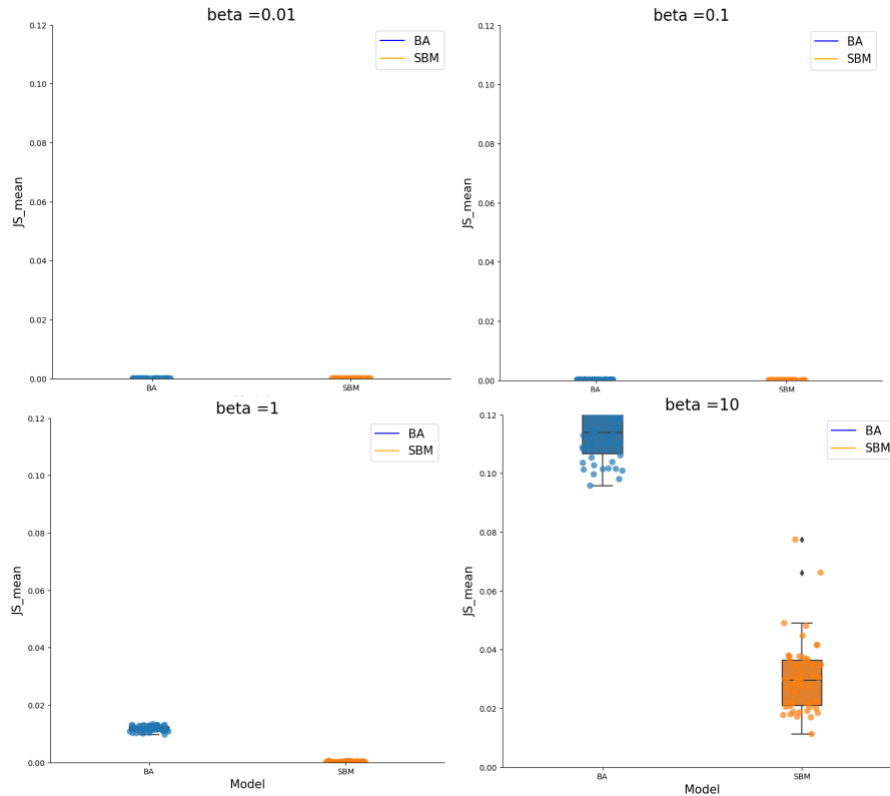 beta =0.01
BA
SBM
JS_mean
0.12
0.10
0.08
0.06
0.04
0.02
0.00
BA
SBM
beta =0.1
BA
SBM
JS_mean
0.12
0.10
0.08
0.06
0.04
0.02
0.00
BA
SBM
beta =1
BA
SBM
JS_mean
0.12
0.10
0.08
0.06
0.04
0.02
0.00
BA
SBM
Model
beta =10
BA
SBM
JS_mean
0.12
0.10
0.08
0.06
0.04
0.02
0.00
BA
SBM
Model